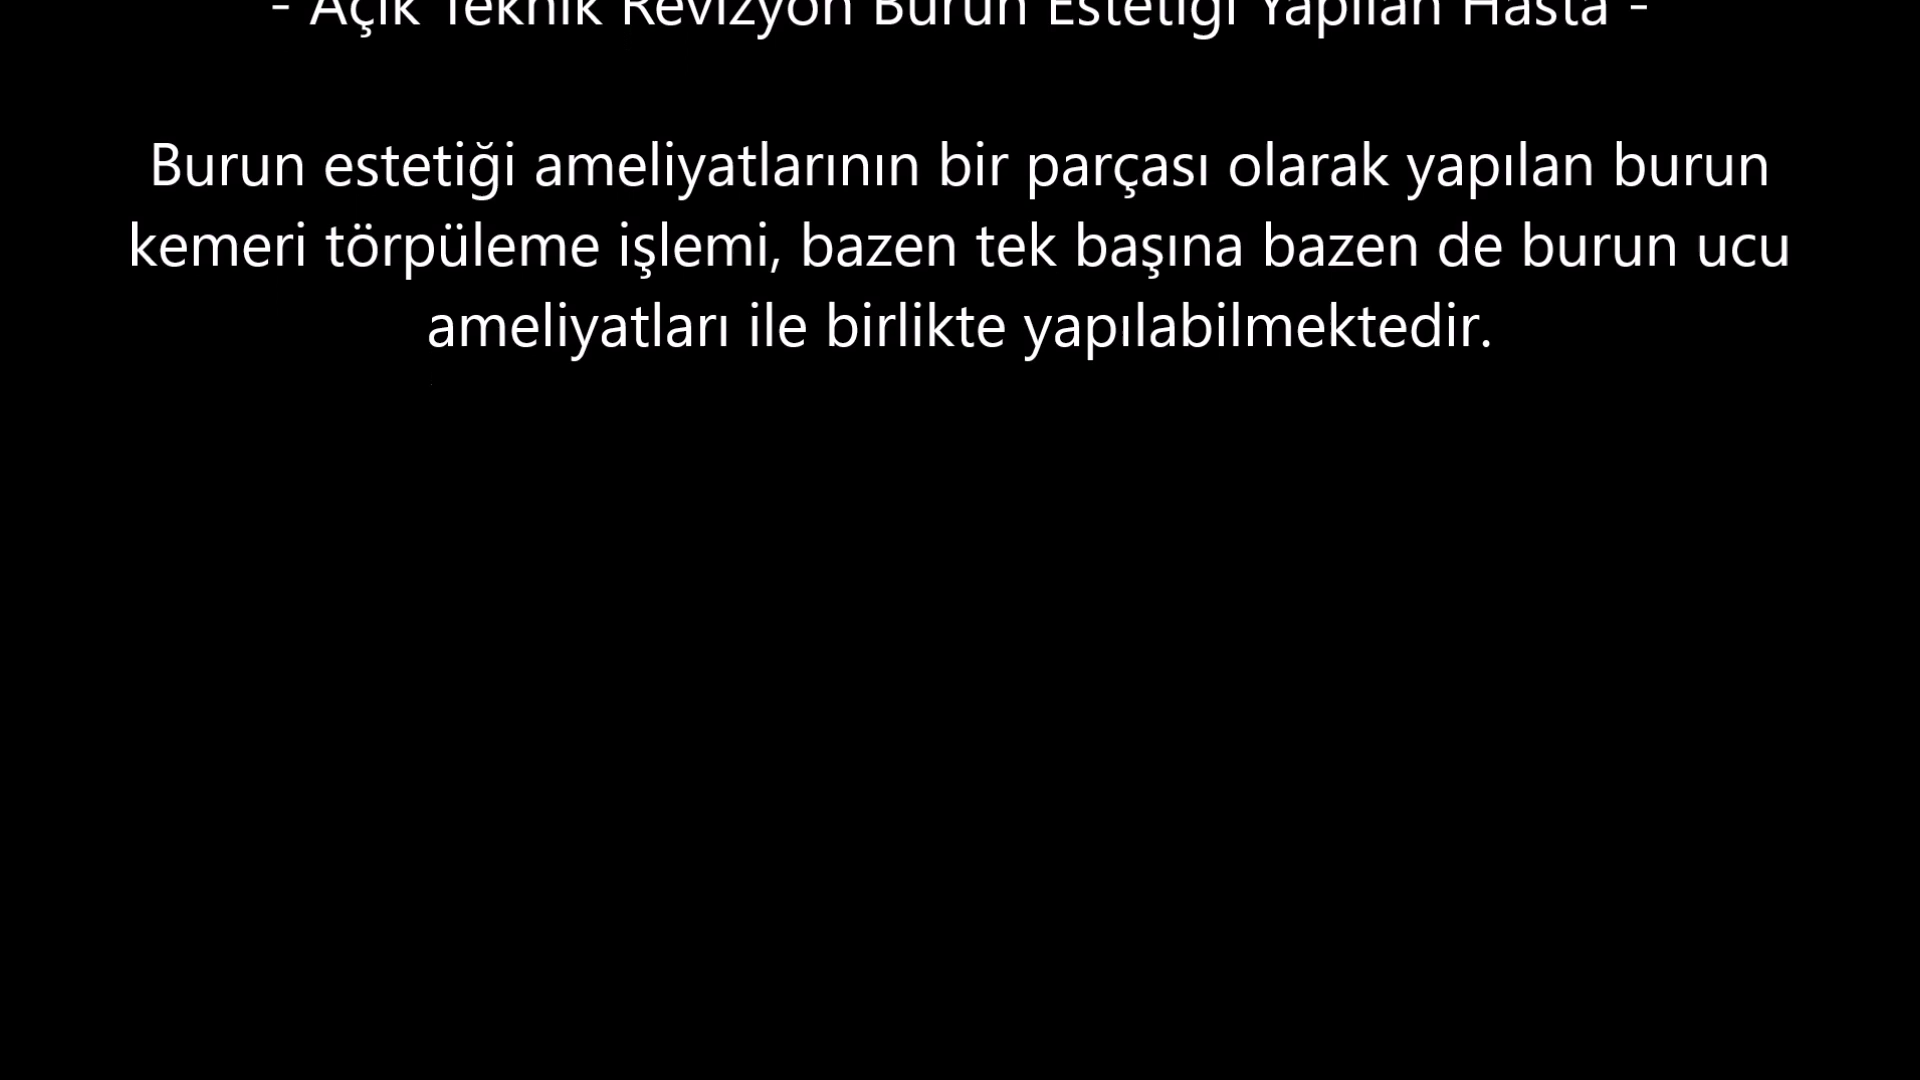 - Açık Teknik Revizyon Burun Estetiği Yapılan Hasta -
Burun estetiği ameliyatlarının bir parçası olarak yapılan burun
kemeri törpüleme işlemi, bazen tek başına bazen de burun ucu
ameliyatları ile birlikte yapılabilmektedir.